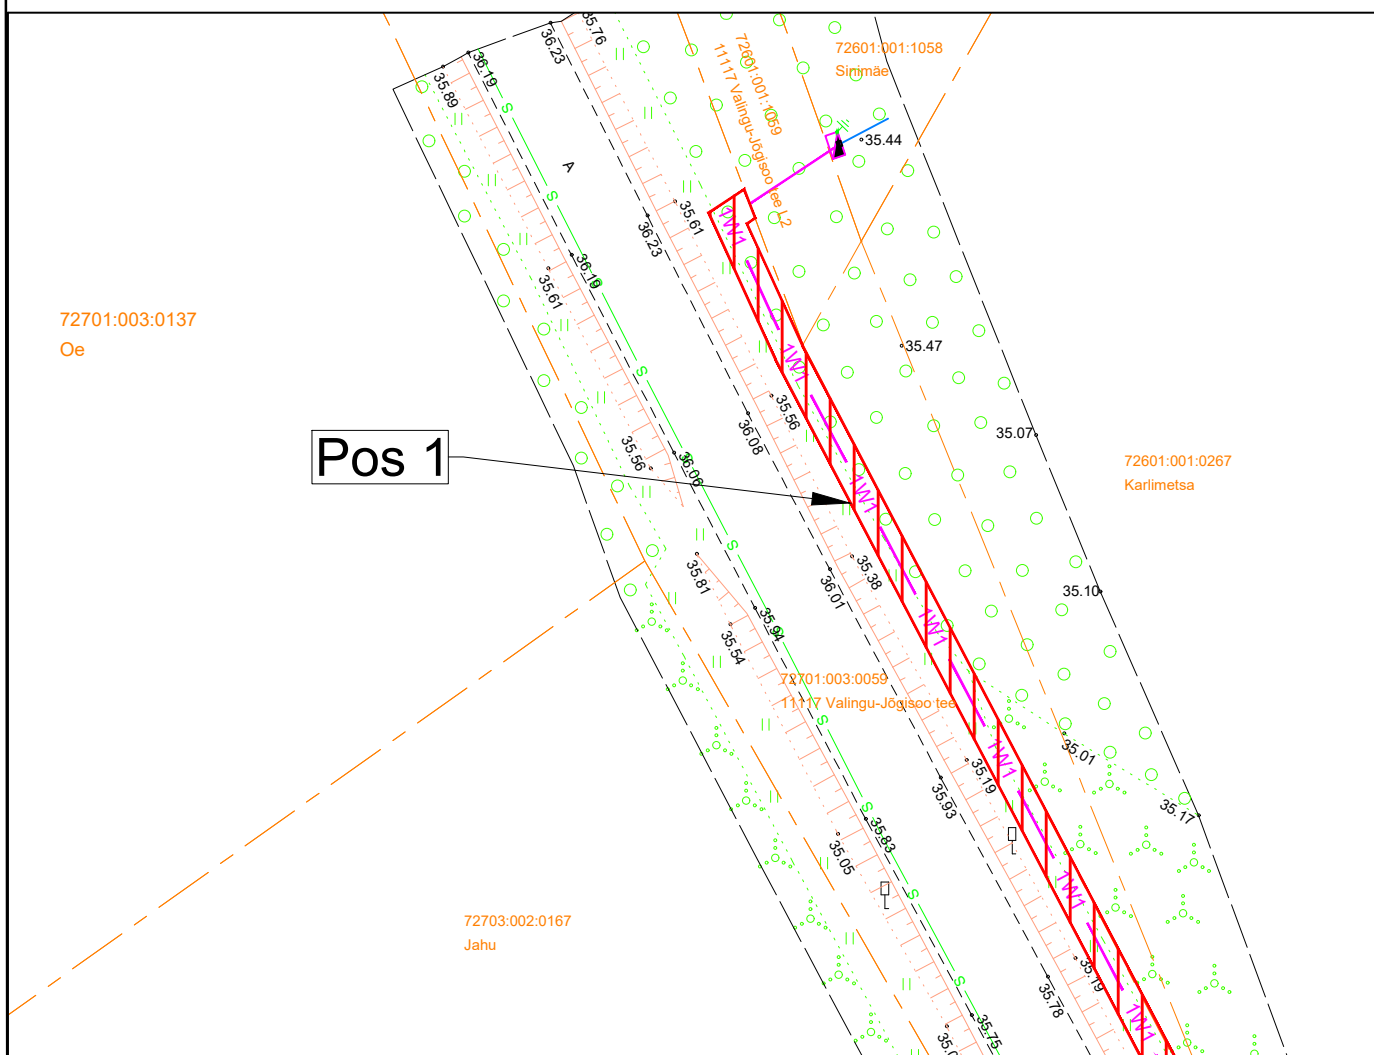 35.76
36.23
36.19
35.89
72601:001:1059
11117 Valingu-Jõgisoo tee L2
72601:001:1058
Sinimäe
35.44
S
A
S
1W1
35.61
36.23
36.19
35.61
S
72701:003:0137
Oe
1W1
35.47
S
35.56
36.08
35.07
Pos 1
35.56
36.06
S
72601:001:0267
Karlimetsa
1W1
S
35.81
35.38
36.01
35.10
35.94
S
35.54
1W1
72701:003:0059
11117 Valingu-Jõgisoo tee
S
1W1
35.01
35.19
35.93
35.17
S
35.83
35.05
1W1
S
72703:002:0167
Jahu
35.19
35.78
S
1W1
35.75